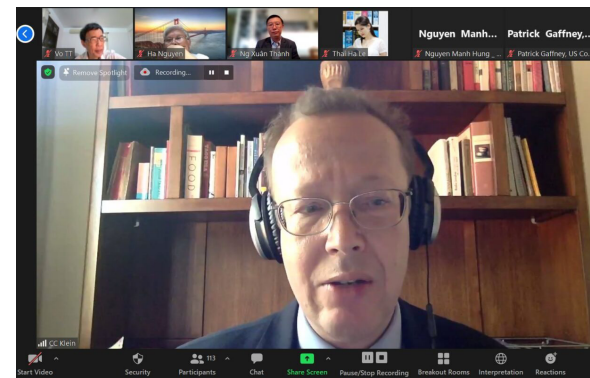 Nguyen Manh...
Patrick Gaffney,...
Vo TT
Ha Nguyen
Ng Xuân Thành
Thai Ha Le
Nguyen Manh Hung_...
Patrick Gaffney, US Co...
Remove Spotlight
Recording...
FOOD
CC Klein
113
Start Video
Security
Participants
Chat
Share Screen
Pause/Stop Recording
Breakout Rooms
Interpretation
Reactions